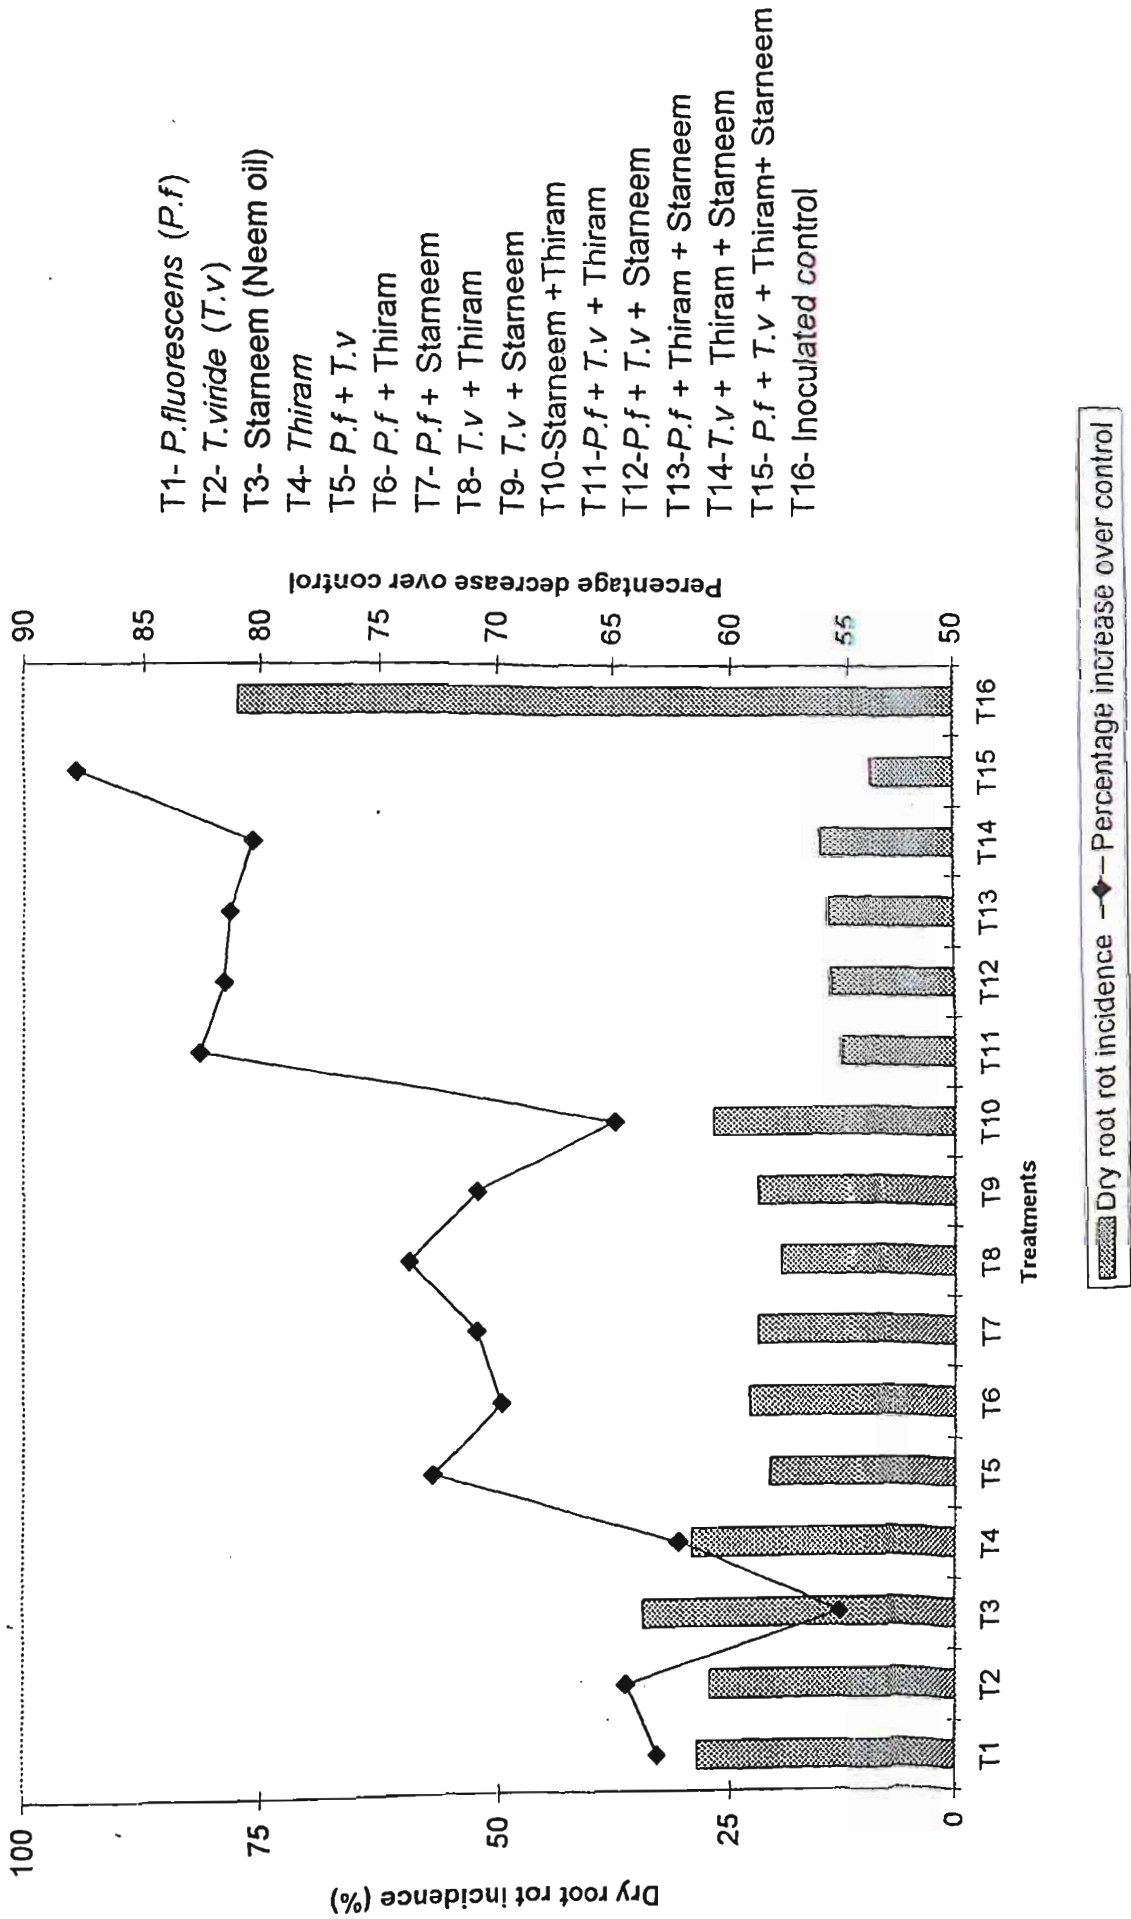 100
75
50
25
0
Dry root rot incidence (%)
90
85
80
75
70
65
60
55
50
Percentage decrease over control
T1 T2 T3 T4 T5 T6 T7 T8 T9 T10 T11 T12 T13 T14 T15 T16
Treatments
Dry root rot incidence Percentage increase over control
T1- P.fluorescens (P.f)
T2- T.viride (T.v)
T3- Starneem (Neem oil)
T4- Thiram
T5- P.f + T.v
T6- P.f + Thiram
T7- P.f + Starneem
T8- T.v + Thiram
T9- T.v + Starneem
T10-Starneem +Thiram
T11-P.f + T.v + Thiram
T12-P.f + T.v + Starneem
T13-P.f + Thiram + Starneem
T14-T.v + Thiram + Starneem
T15- P.f + T.v + Thiram+ Starneem
T16- Inoculated control